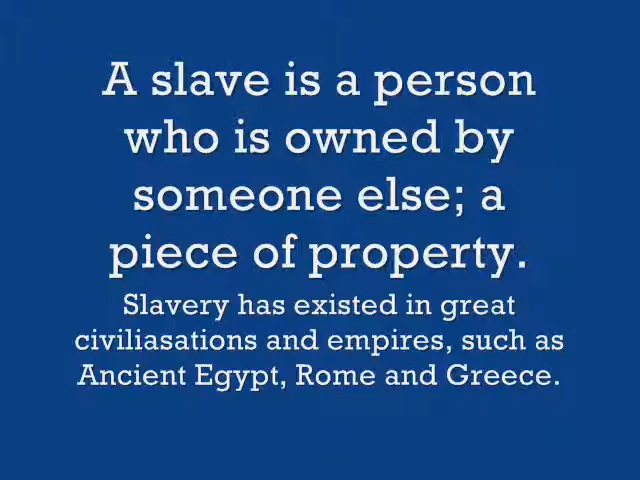 A slave is a person
who is owned by
someone else; a
piece of property.
Slavery has existed in great
civiliasations and empires, such as
Ancient Egypt, Rome and Greece.